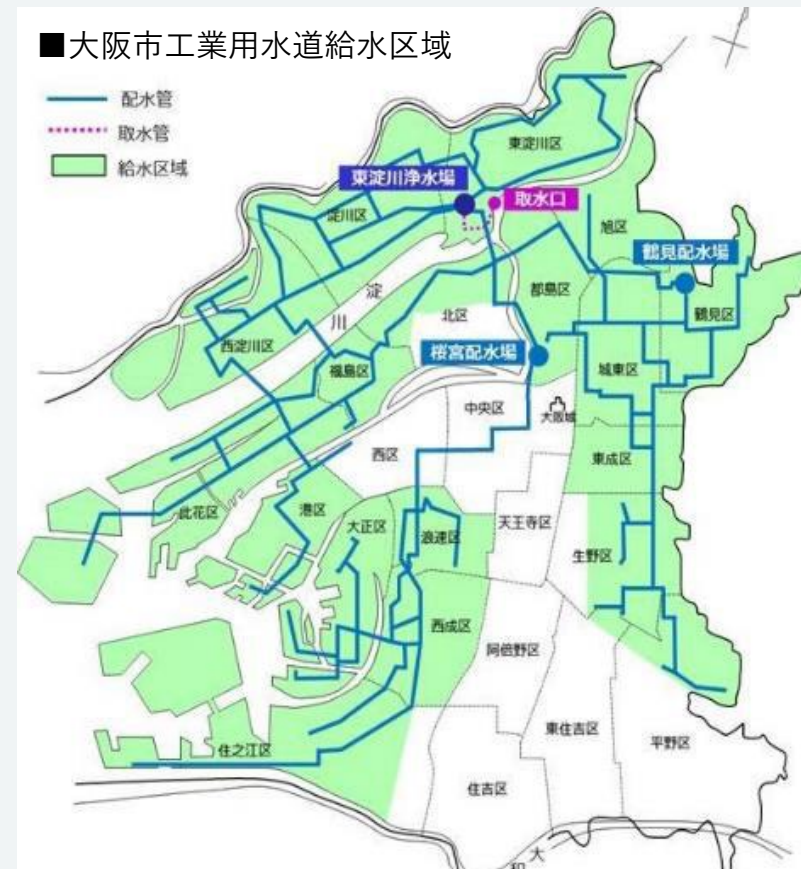 ■大阪市工業用水道給水区域
配水管
取水管
給水区域
東淀川区
東淀川浄水場
取水口
淀川区
旭区
鶴見配水場
都島区
鶴見区
淀
川
北区
西淀川区
桜宮配水場
福島区
城東区
中央区
大阪城
西区
東成区
此花区
港区
大正区
浪速区
天王寺区
生野区
西成区
阿倍野区
東住吉区
平野区
住之江区
住吉区
大
和